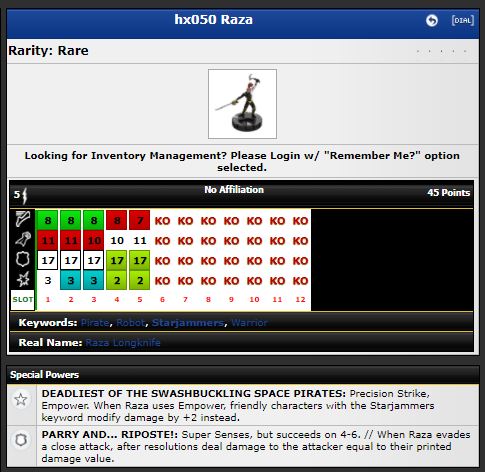 hx050 Raza
[DIAL]
Rarity: Rare
Looking for Inventory Management? Please Login w/ "Remember Me?" option
selected.
5 No Affiliation 45 Points
8 8 8 8 7 KO KO KO KO KO KO KO
11 11 10 10 11 KO KO KO KO KO KO KO
17 17 17 17 17 KO KO KO KO KO KO KO
3 3 3 2 2 KO KO KO KO KO KO KO
SLOT 1 2 3 4 5 6 7 8 9 10 11 12
Keywords: Pirate, Robot, Starjammers, Warrior
Real Name: Raza Longknife
Special Powers
DEADLIEST OF THE SWASHBUCKLING SPACE PIRATES: Precision Strike,
Empower. When Raza uses Empower, friendly characters with the Starjammers
keyword modify damage by +2 instead.
PARRY AND... RIPOSTE!: Super Senses, but succeeds on 4-6. // When Raza evades
a close attack, after resolutions deal damage to the attacker equal to their printed
damage value.